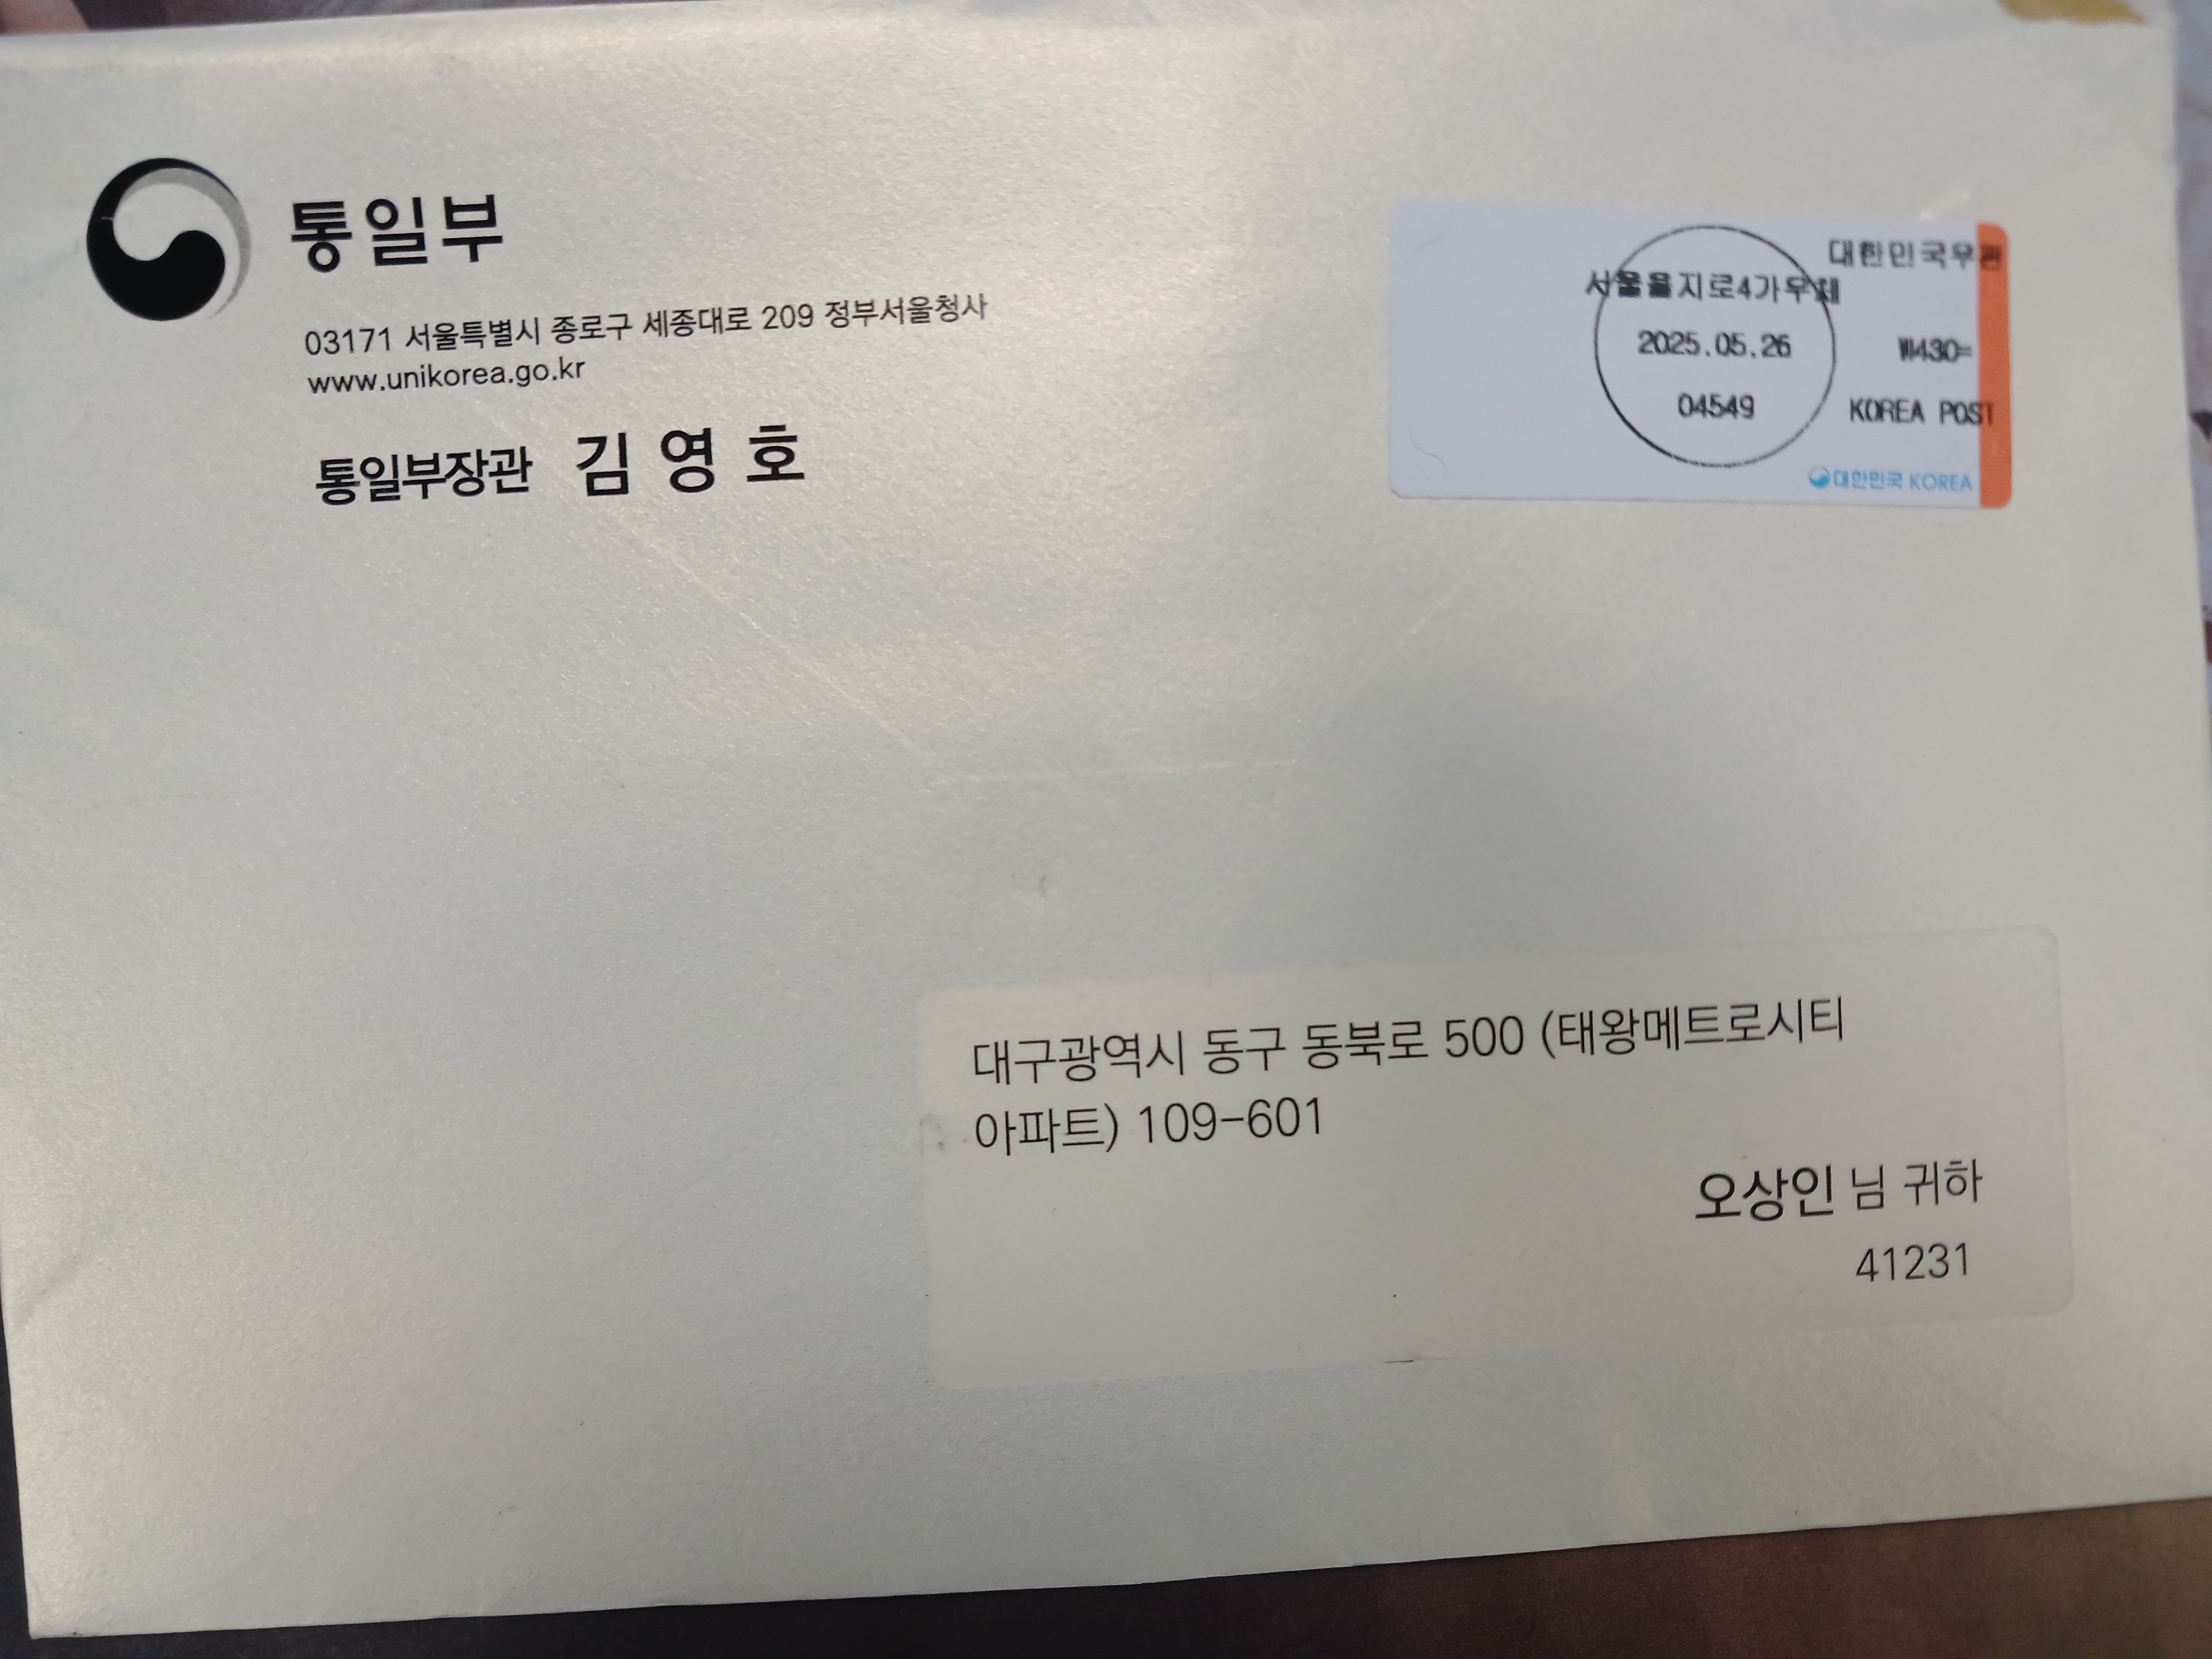 통일부
03171 서울특별시 종로구 세종대로 209 정부서울청사
www.unikorea.go.kr
통일부장관 김 영 호
대한민국우편
서울을지로4가우체
2025.05.26
₩430=
04549
KOREA POST
대한민국 KOREA
대구광역시 동구 동북로 500 (태왕메트로시티
아파트) 109-601
오상인 님 귀하
41231